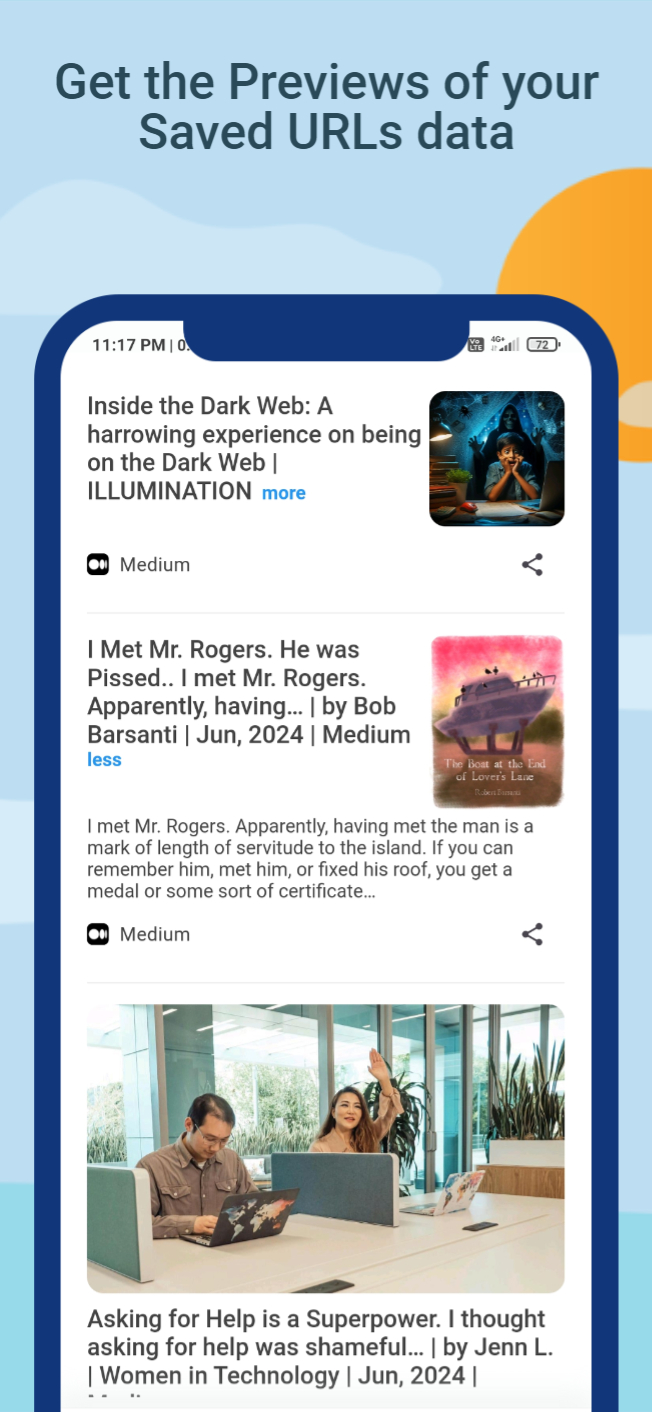 Get the Previews of your
Saved URLs data
11:17 PM | 0.
Vo
LTE
4G+
72
Inside the Dark Web: A
harrowing experience on being
on the Dark Web |
ILLUMINATION more
Medium
I Met Mr. Rogers. He was
Pissed.. I met Mr. Rogers.
Apparently, having... | by Bob
Barsanti | Jun, 2024 | Medium
less
The Boat at the End
of Lover's Lane
I met Mr. Rogers. Apparently, having met the man is a
mark of length of servitude to the island. If you can
remember him, met him, or fixed his roof, you get a
medal or some sort of certificate...
Medium
Asking for Help is a Superpower. I thought
asking for help was shameful... | by Jenn L.
| Women in Technology | Jun, 2024 |